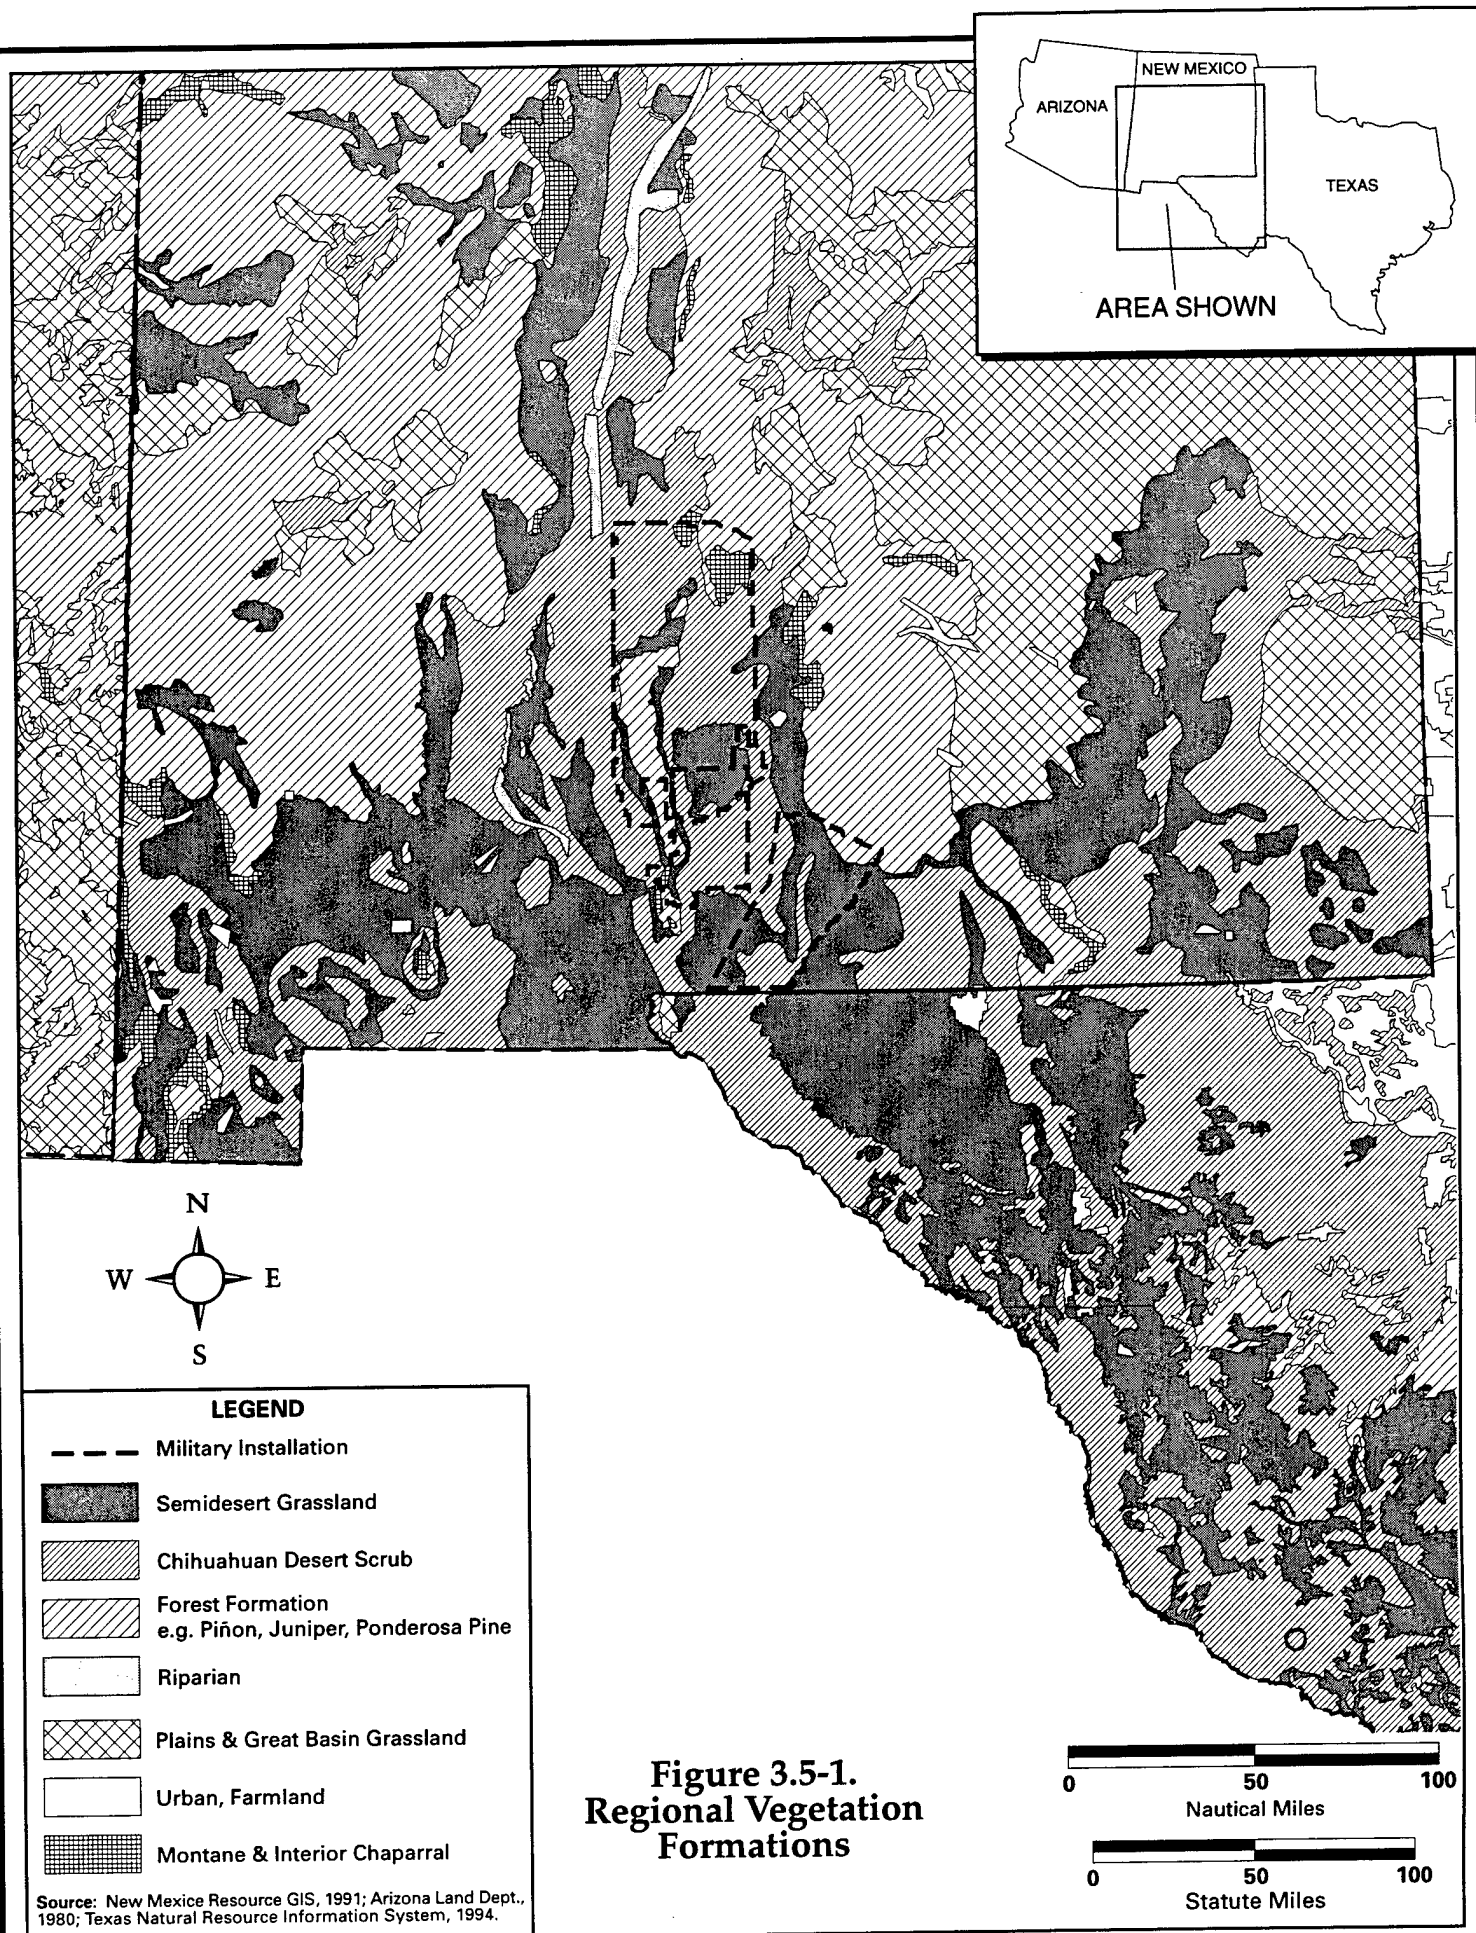 NEW MEXICO
ARIZONA
TEXAS
AREA SHOWN
N
W E
S
LEGEND
Military Installation
Semidesert Grassland
Chihuahuan Desert Scrub
Forest Formation
e.g. Piñon, Juniper, Ponderosa Pine
Riparian
Plains & Great Basin Grassland
Urban, Farmland
Montane & Interior Chaparral
Source: New Mexice Resource GIS, 1991; Arizona Land Dept.,
1980; Texas Natural Resource Information System, 1994.
Figure 3.5-1.
Regional Vegetation
Formations
0 50 100
Nautical Miles
0 50 100
Statute Miles